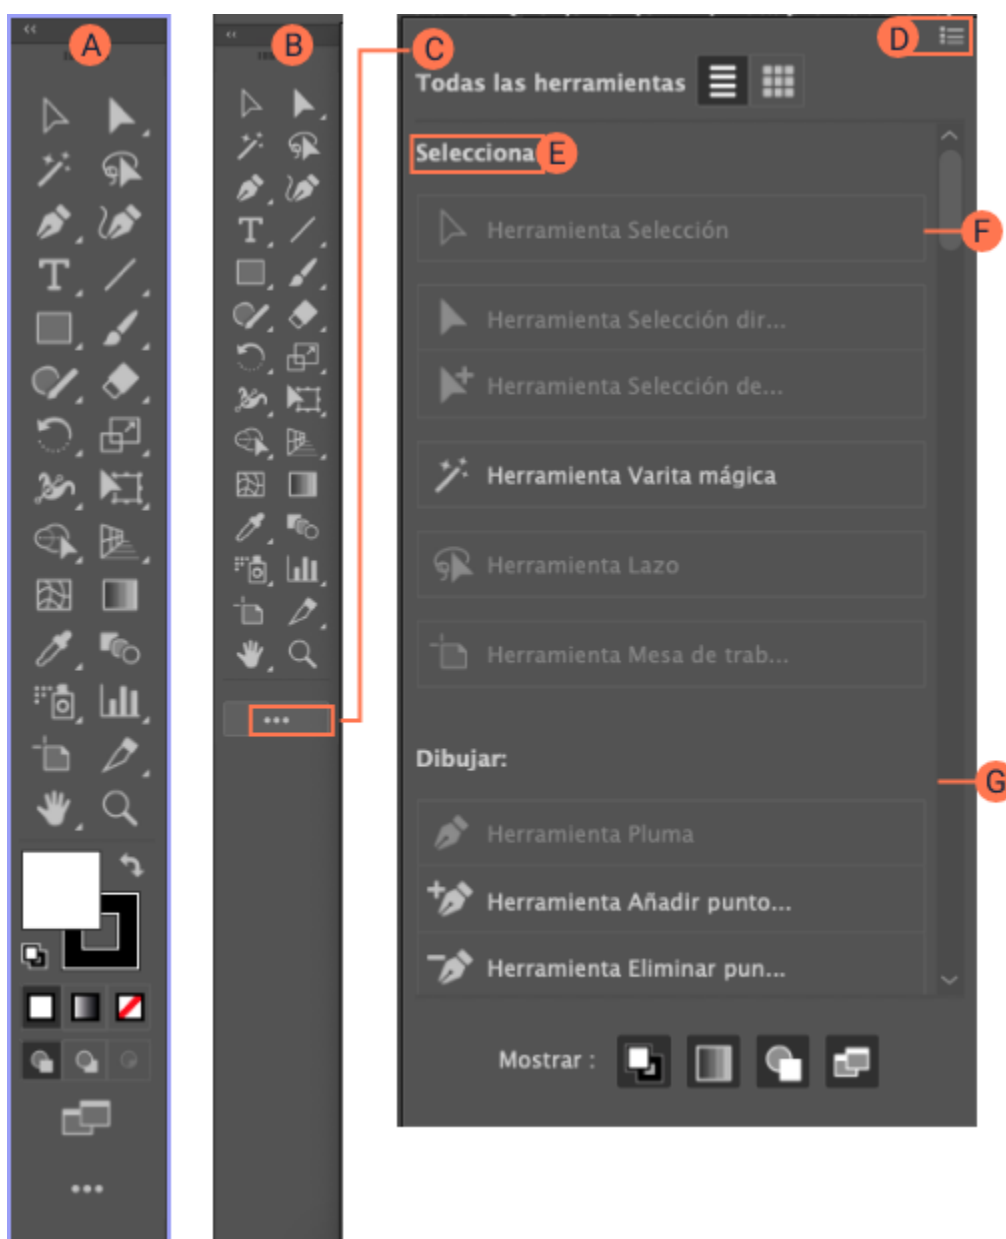 A
B
C
D
Todas las herramientas
Selecciona
E
Herramienta Selección
F
Herramienta Selección dir...
Herramienta Selección de...
Herramienta Varita mágica
Herramienta Lazo
Herramienta Mesa de trab...
Dibujar:
G
Herramienta Pluma
Herramienta Añadir punto...
Herramienta Eliminar pun...
Mostrar :